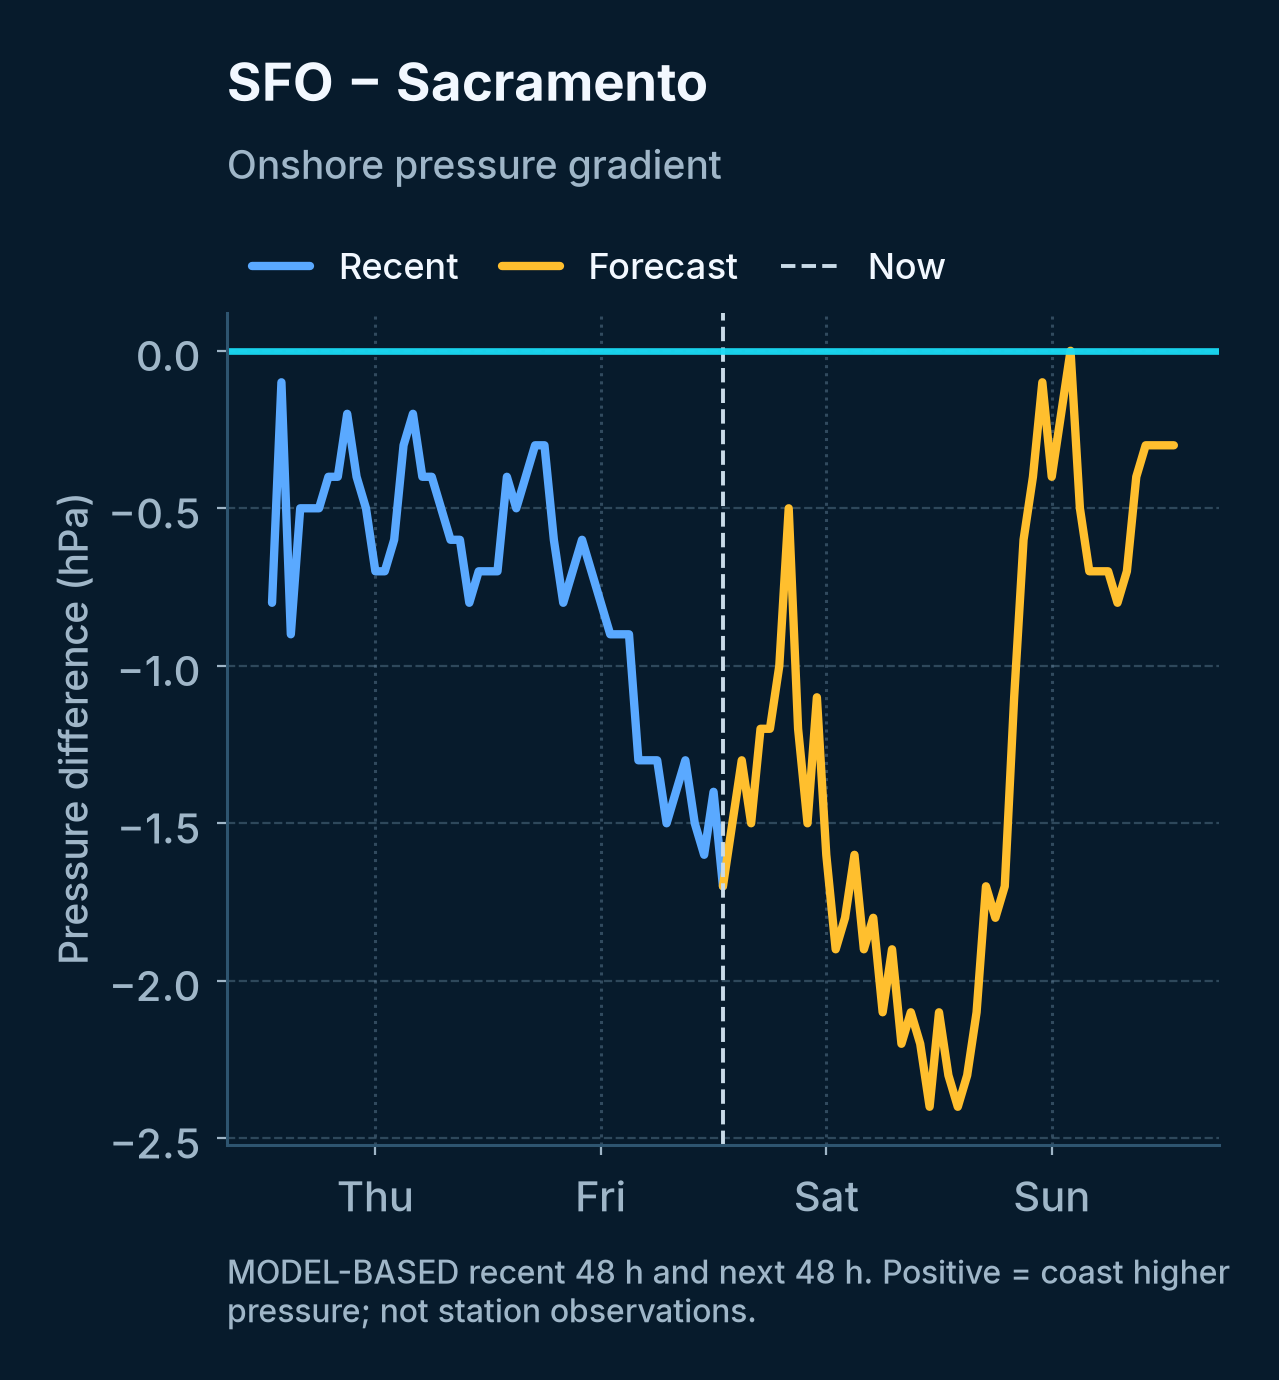 SFO − Sacramento
Onshore pressure gradient
Recent Forecast Now
Pressure difference (hPa)
0.0
−0.5
−1.0
−1.5
−2.0
−2.5
Thu Fri Sat Sun
MODEL-BASED recent 48 h and next 48 h. Positive = coast higher
pressure; not station observations.